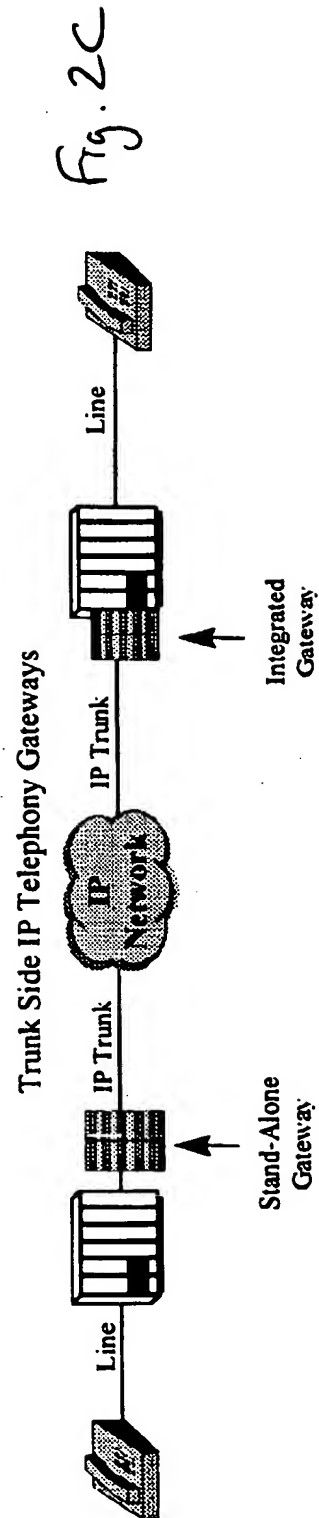 Fig. 2C
Trunk Side IP Telephony Gateways
Line
IP Trunk
IP
Network
IP Trunk
Line
Stand-Alone
Gateway
Integrated
Gateway